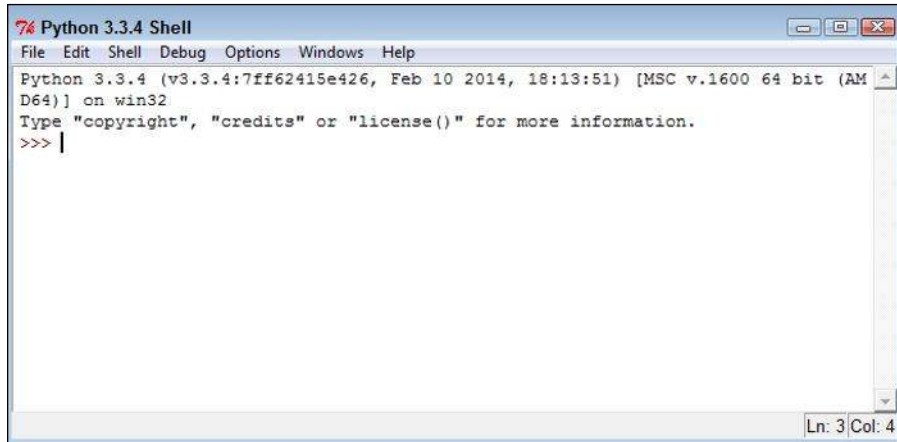 Python 3.3.4 Shell
File Edit Shell Debug Options Windows Help
Python 3.3.4 (v3.3.4:7ff62415e426, Feb 10 2014, 18:13:51) [MSC v.1600 64 bit (AM
D64)] on win32
Type "copyright", "credits" or "license()" for more information.
>>>
Ln: 3 Col: 4